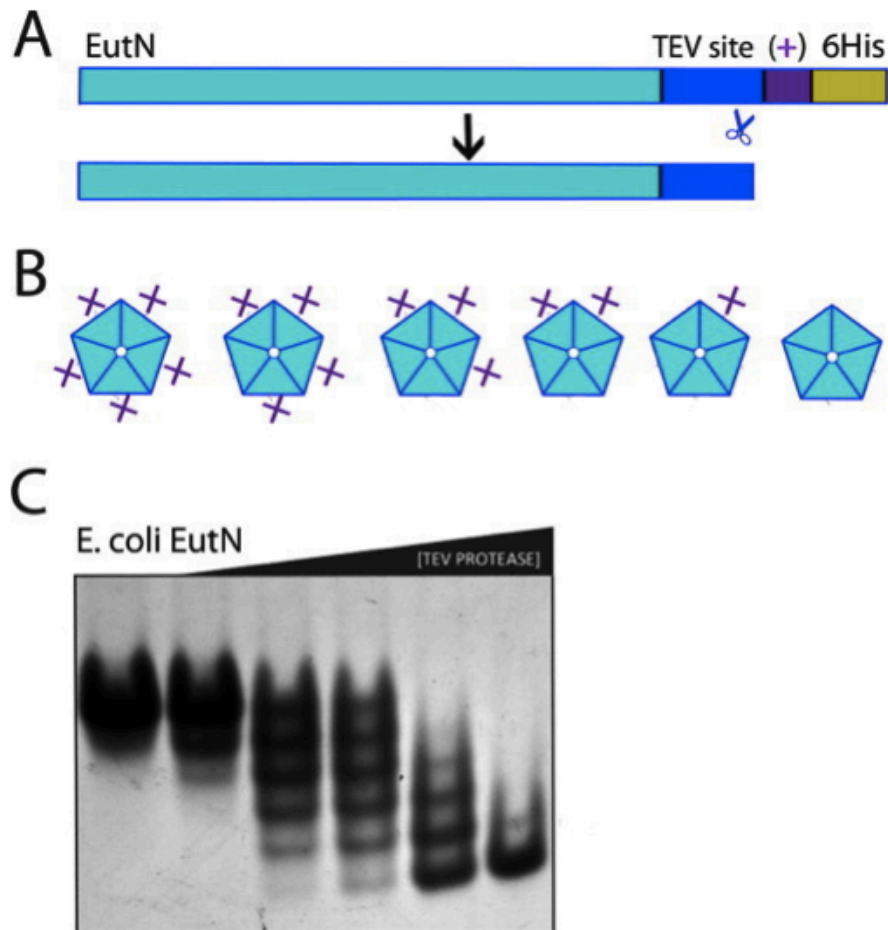 A
EutN TEV site (+) 6His
B
C
E. coli EutN
[TEV PROTEASE]